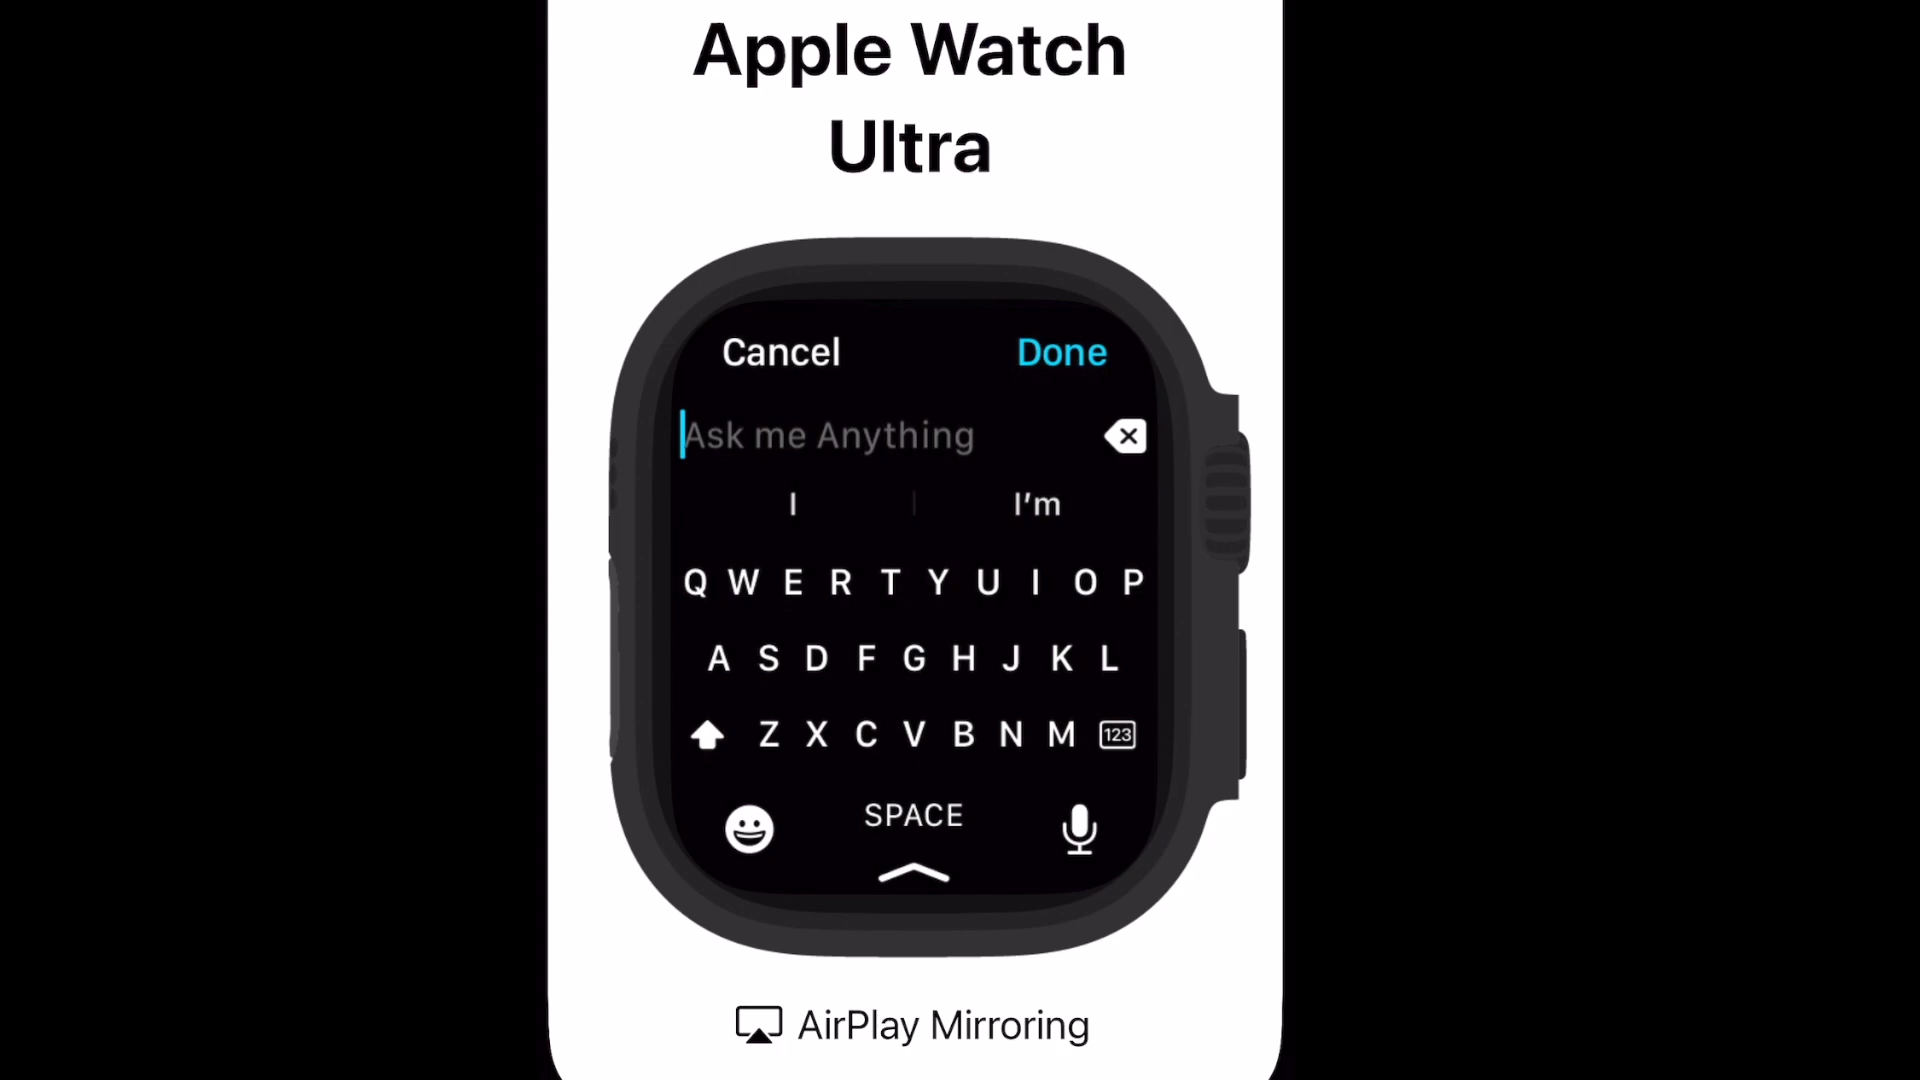 Apple Watch
Ultra
Cancel Done
Ask me Anything
I I'm
Q W E R T Y U I O P
A S D F G H J K L
Z X C V B N M 123
SPACE
AirPlay Mirroring